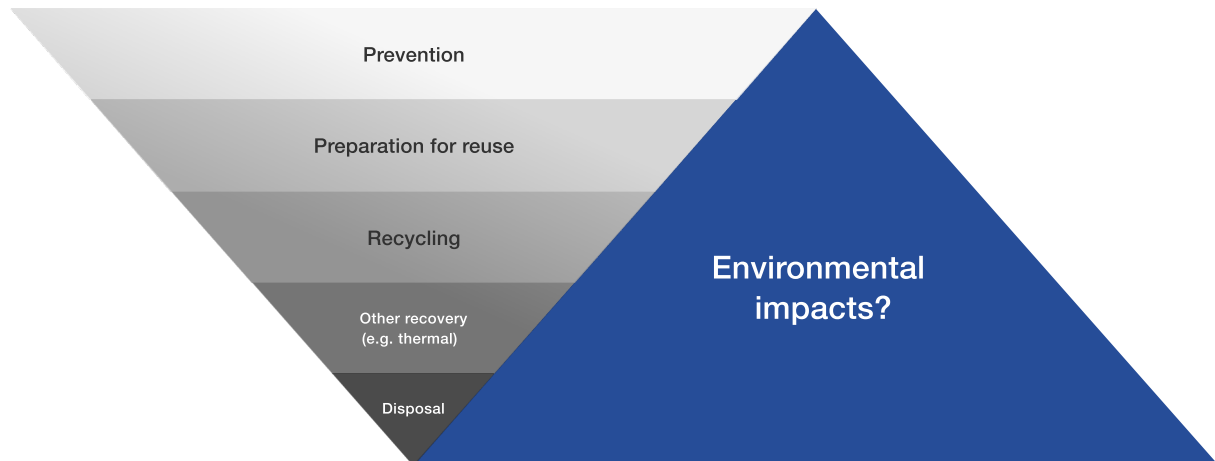 Prevention
Preparation for reuse
Recycling
Other recovery
(e.g. thermal)
Disposal
Environmental
impacts?